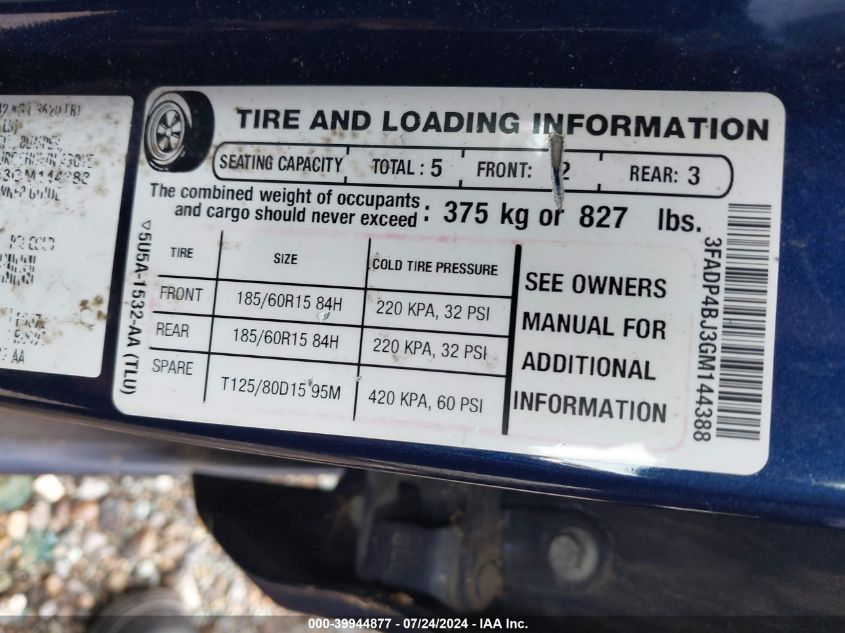 TIRE AND LOADING INFORMATION
SEATING CAPACITY TOTAL : 5 FRONT: 2 REAR: 3
The combined weight of occupants
and cargo should never exceed : 375 kg or 827 lbs.
TIRE SIZE COLD TIRE PRESSURE
FRONT 185/60R15 84H 220 KPA, 32 PSI
REAR 185/60R15 84H 220 KPA, 32 PSI
SPARE T125/80D15 95M 420 KPA, 60 PSI
SEE OWNERS
MANUAL FOR
ADDITIONAL
INFORMATION
5U5A-1532-AA (TLU)
3FADP4BJ3GM144388
000-39944877 / 07/24/2024 - IAA Inc.